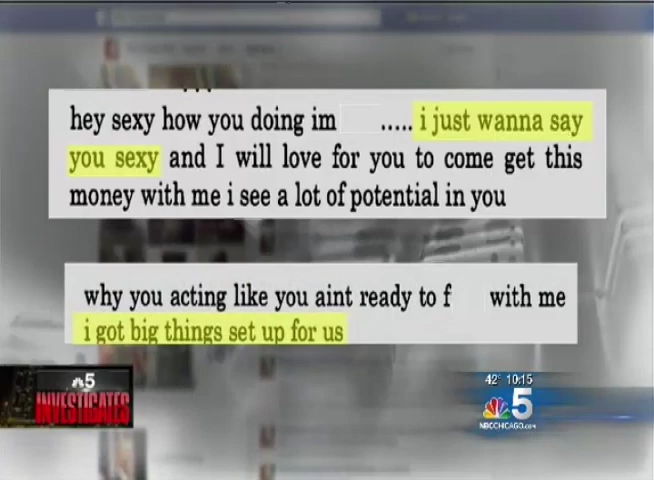 hey sexy how you doing im ..... i just wanna say
you sexy and I will love for you to come get this
money with me i see a lot of potential in you
why you acting like you aint ready to f with me
i got big things set up for us
5
INVESTIGATES
42° 10:15
5
NBCCHICAGO.com